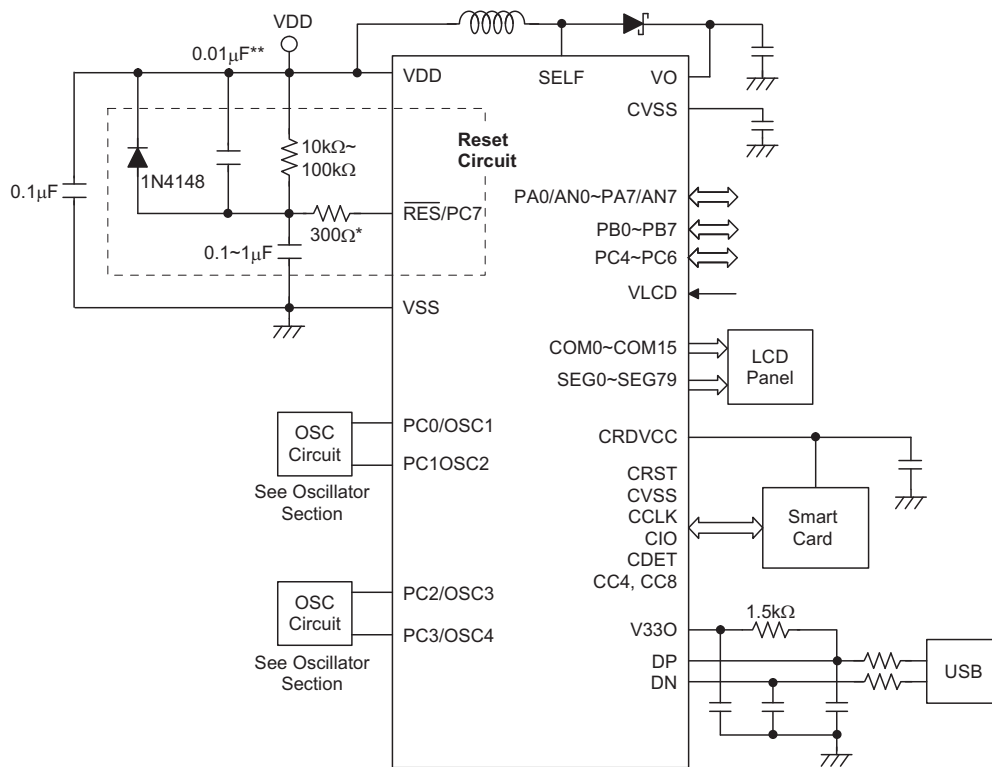 VDD
0.01μF**
VDD
SELF
VO
CVSS
Reset
Circuit
10kΩ~
100kΩ
1N4148
0.1μF
PA0/AN0~PA7/AN7
RES/PC7
300Ω*
PB0~PB7
0.1~1μF
PC4~PC6
VLCD
VSS
COM0~COM15
SEG0~SEG79
LCD
Panel
OSC
Circuit
PC0/OSC1
PC1OSC2
See Oscillator
Section
CRDVCC
CRST
CVSS
CCLK
CIO
CDET
CC4, CC8
Smart
Card
OSC
Circuit
PC2/OSC3
PC3/OSC4
See Oscillator
Section
V33O
1.5kΩ
DP
DN
USB